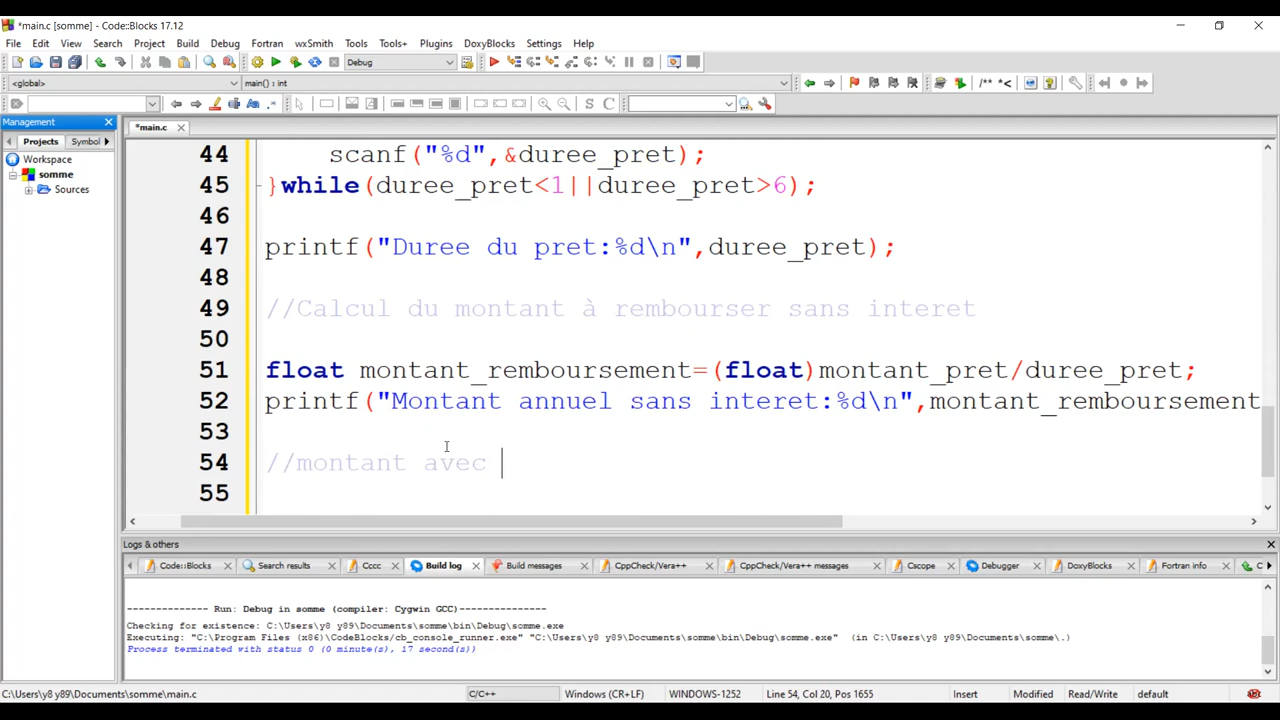 *main.c [somme] - Code::Blocks 17.12
File Edit View Search Project Build Debug Fortran wxSmith Tools Tools+ Plugins DoxyBlocks Settings Help
Debug
<global> main() : int
/** *<
S C
Management
*main.c
Projects Symbol
Workspace
somme
Sources
44 scanf("%d",&duree_pret);
45 }while(duree_pret<1||duree_pret>6);
46
47 printf("Duree du pret:%d\n",duree_pret);
48
49 //Calcul du montant à rembourser sans interet
50
51 float montant_remboursement=(float)montant_pret/duree_pret;
52 printf("Montant annuel sans interet:%d\n",montant_remboursement
53
54 //montant avec
55
Logs & others
Code::Blocks Search results Cccc Build log Build messages CppCheck/Vera++ CppCheck/Vera++ messages Cscope Debugger DoxyBlocks Fortran info C
-------------- Run: Debug in somme (compiler: Cygwin GCC)---------------
Checking for existence: C:\Users\y8 y89\Documents\somme\bin\Debug\somme.exe
Executing: "C:\Program Files (x86)\CodeBlocks/cb_console_runner.exe" "C:\Users\y8 y89\Documents\somme\bin\Debug\somme.exe" (in C:\Users\y8 y89\Documents\somme\.)
Process terminated with status 0 (0 minute(s), 17 second(s))
C:\Users\y8 y89\Documents\somme\main.c C/C++ Windows (CR+LF) WINDOWS-1252 Line 54, Col 20, Pos 1655 Insert Modified Read/Write default